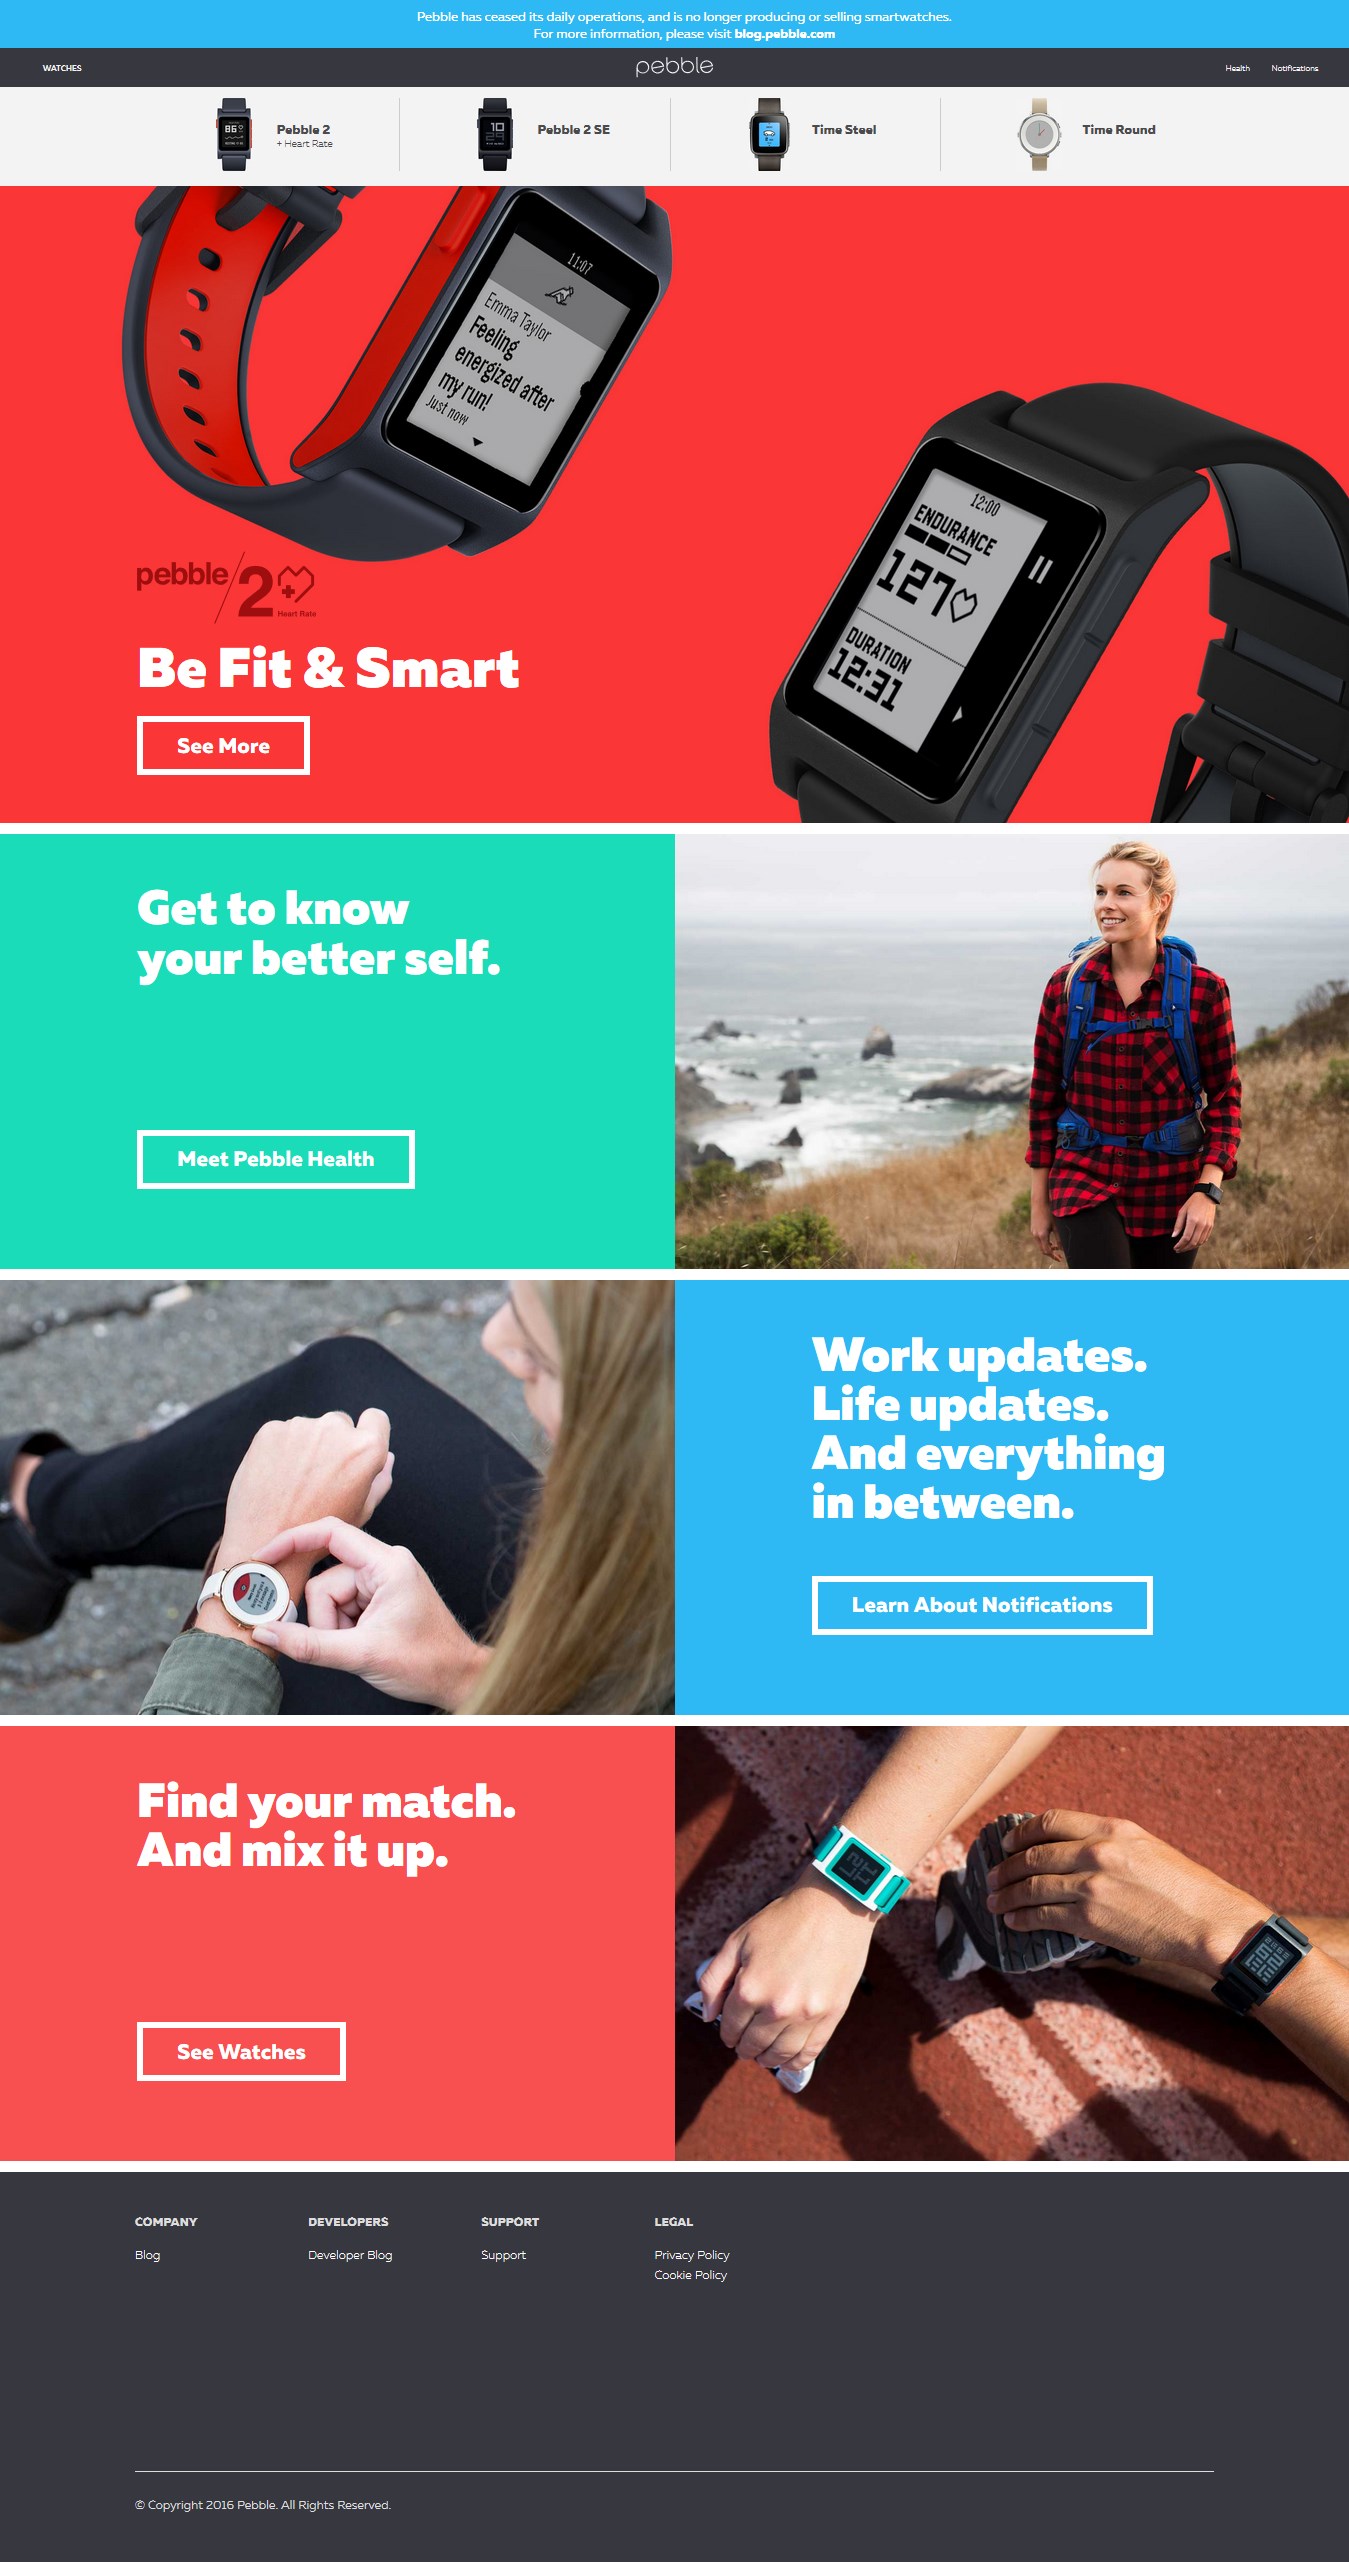 Pebble has ceased its daily operations, and is no longer producing or selling smartwatches.
For more information, please visit blog.pebble.com
WATCHES
pebble
Health
Notifications
Pebble 2
+ Heart Rate
Pebble 2 SE
Time Steel
Time Round
11:07
Emma Taylor
Feeling
energized after
my run!
Just now
12:00
ENDURANCE
127
DURATION
12:31
pebble/2+
Heart Rate
Be Fit & Smart
See More
Get to know
your better self.
Meet Pebble Health
Work updates.
Life updates.
And everything
in between.
Learn About Notifications
Find your match.
And mix it up.
See Watches
COMPANY
Blog
DEVELOPERS
Developer Blog
SUPPORT
Support
LEGAL
Privacy Policy
Cookie Policy
© Copyright 2016 Pebble. All Rights Reserved.